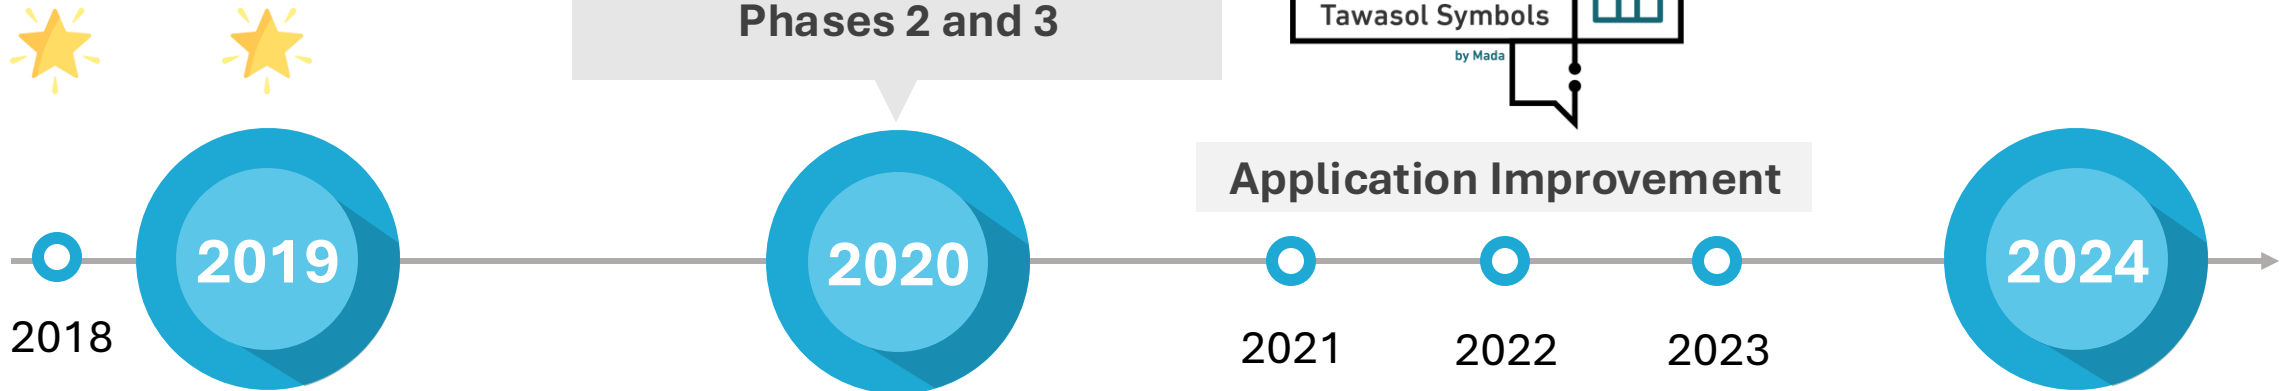 Phases 2 and 3
Tawasol Symbols
by Mada
Application Improvement
2019
2020
2024
2018
2021
2022
2023